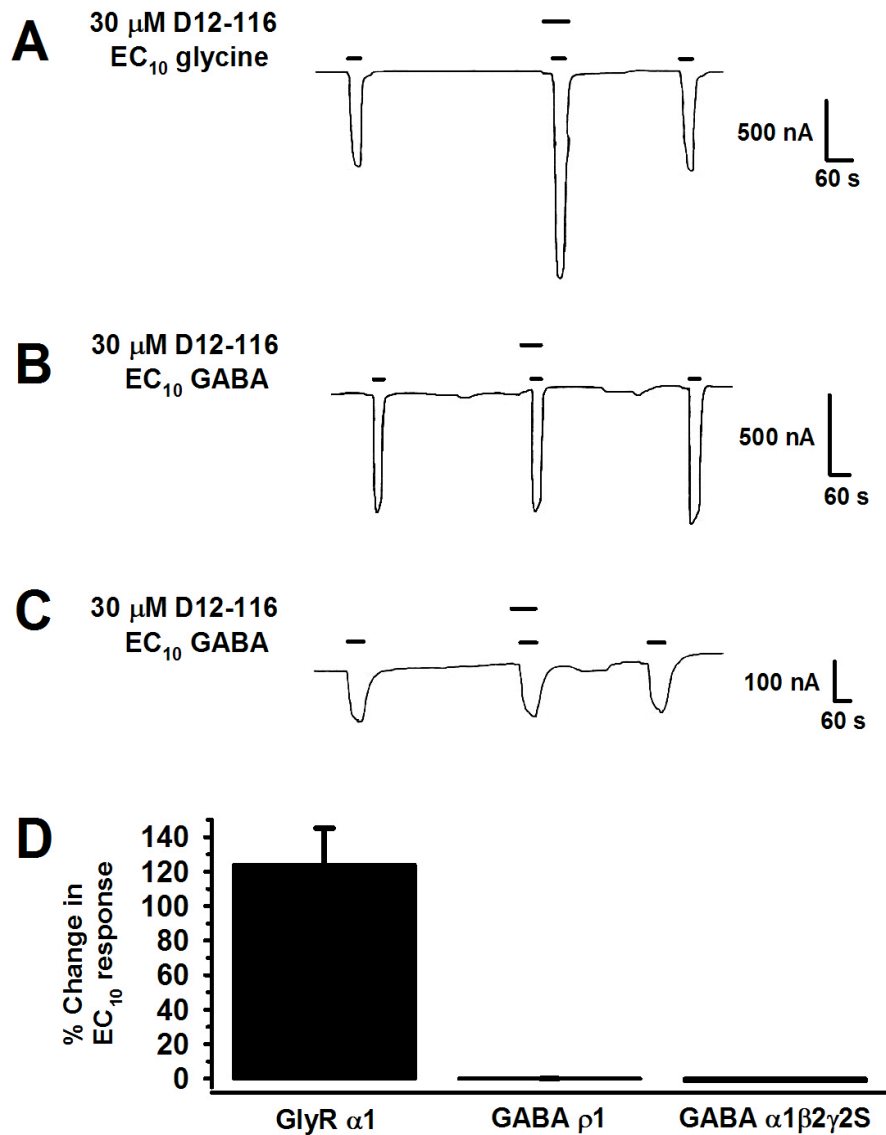 A
30 μM D12-116
EC10 glycine
500 nA
60 s
B
30 μM D12-116
EC10 GABA
500 nA
60 s
C
30 μM D12-116
EC10 GABA
100 nA
60 s
D
% Change in
EC10 response
140
120
100
80
60
40
20
0
GlyR α1
GABA ρ1
GABA α1β2γ2S